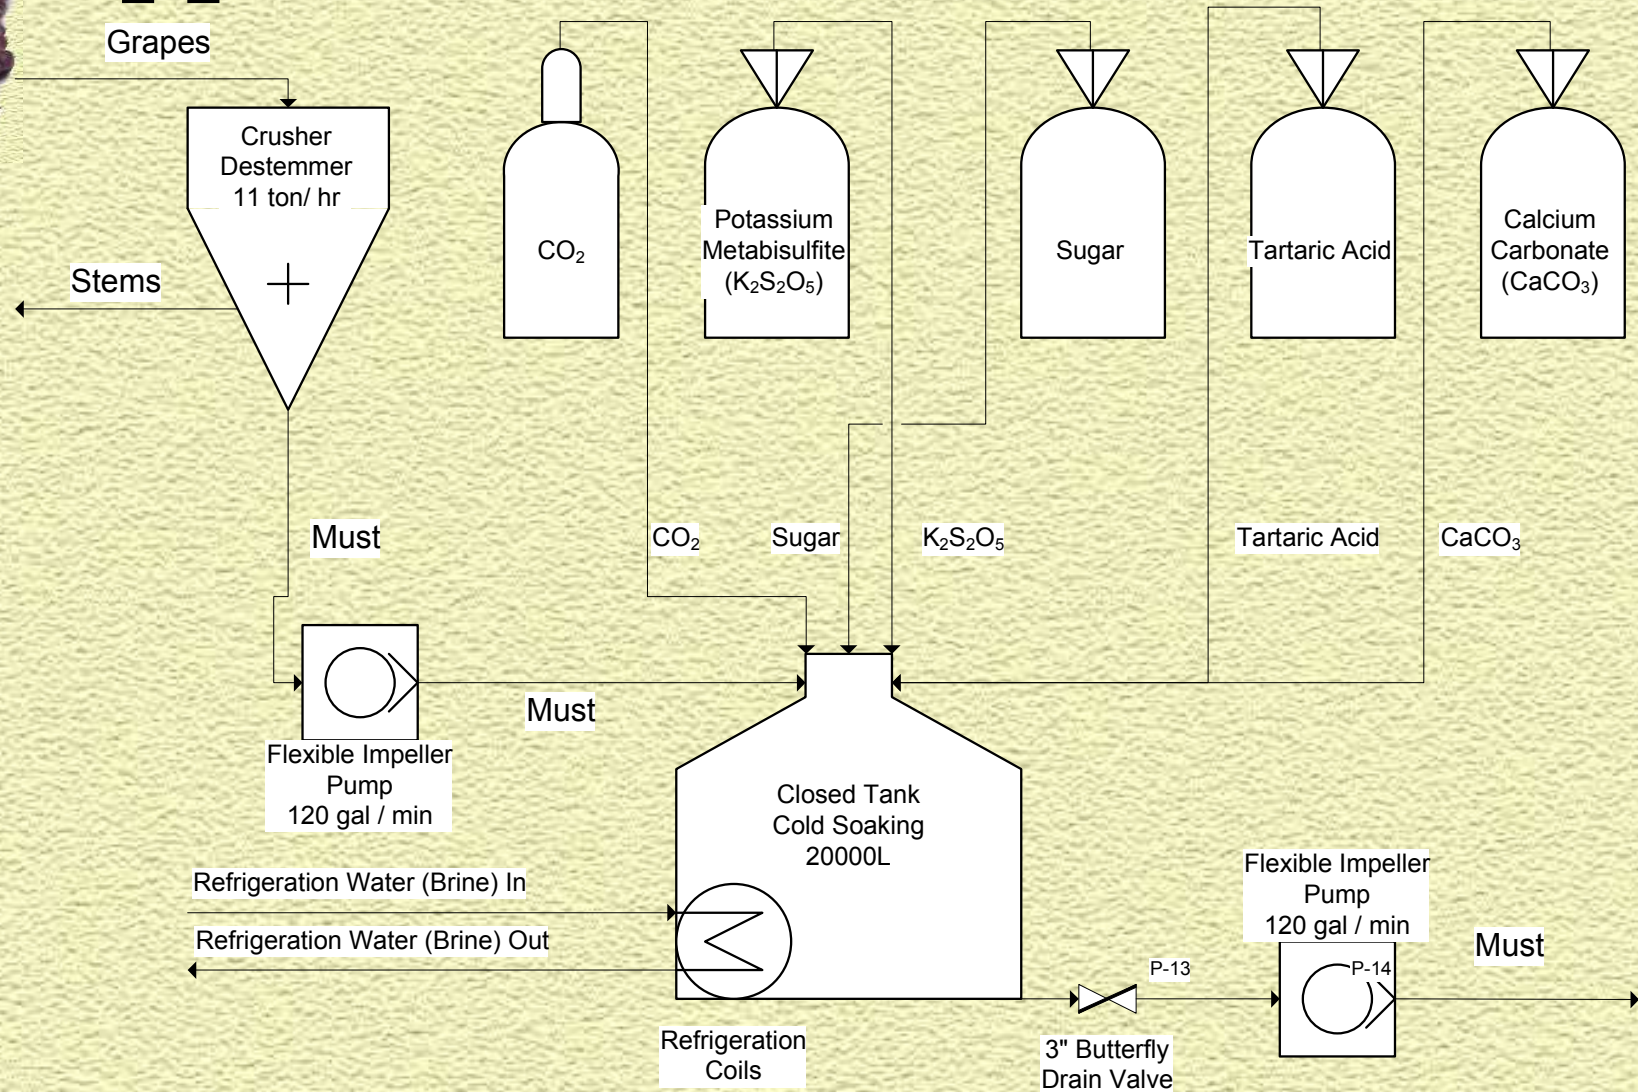 Grapes
Crusher
Destemmer
11 ton/ hr
Stems
CO₂
Potassium
Metabisulfite
(K₂S₂O₅)
Sugar
Tartaric Acid
Calcium
Carbonate
(CaCO₃)
Must
CO₂
Sugar
K₂S₂O₅
Tartaric Acid
CaCO₃
Flexible Impeller
Pump
120 gal / min
Must
Closed Tank
Cold Soaking
20000L
Refrigeration Water (Brine) In
Refrigeration Water (Brine) Out
Refrigeration
Coils
P-13
3" Butterfly
Drain Valve
Flexible Impeller
Pump
120 gal / min
P-14
Must